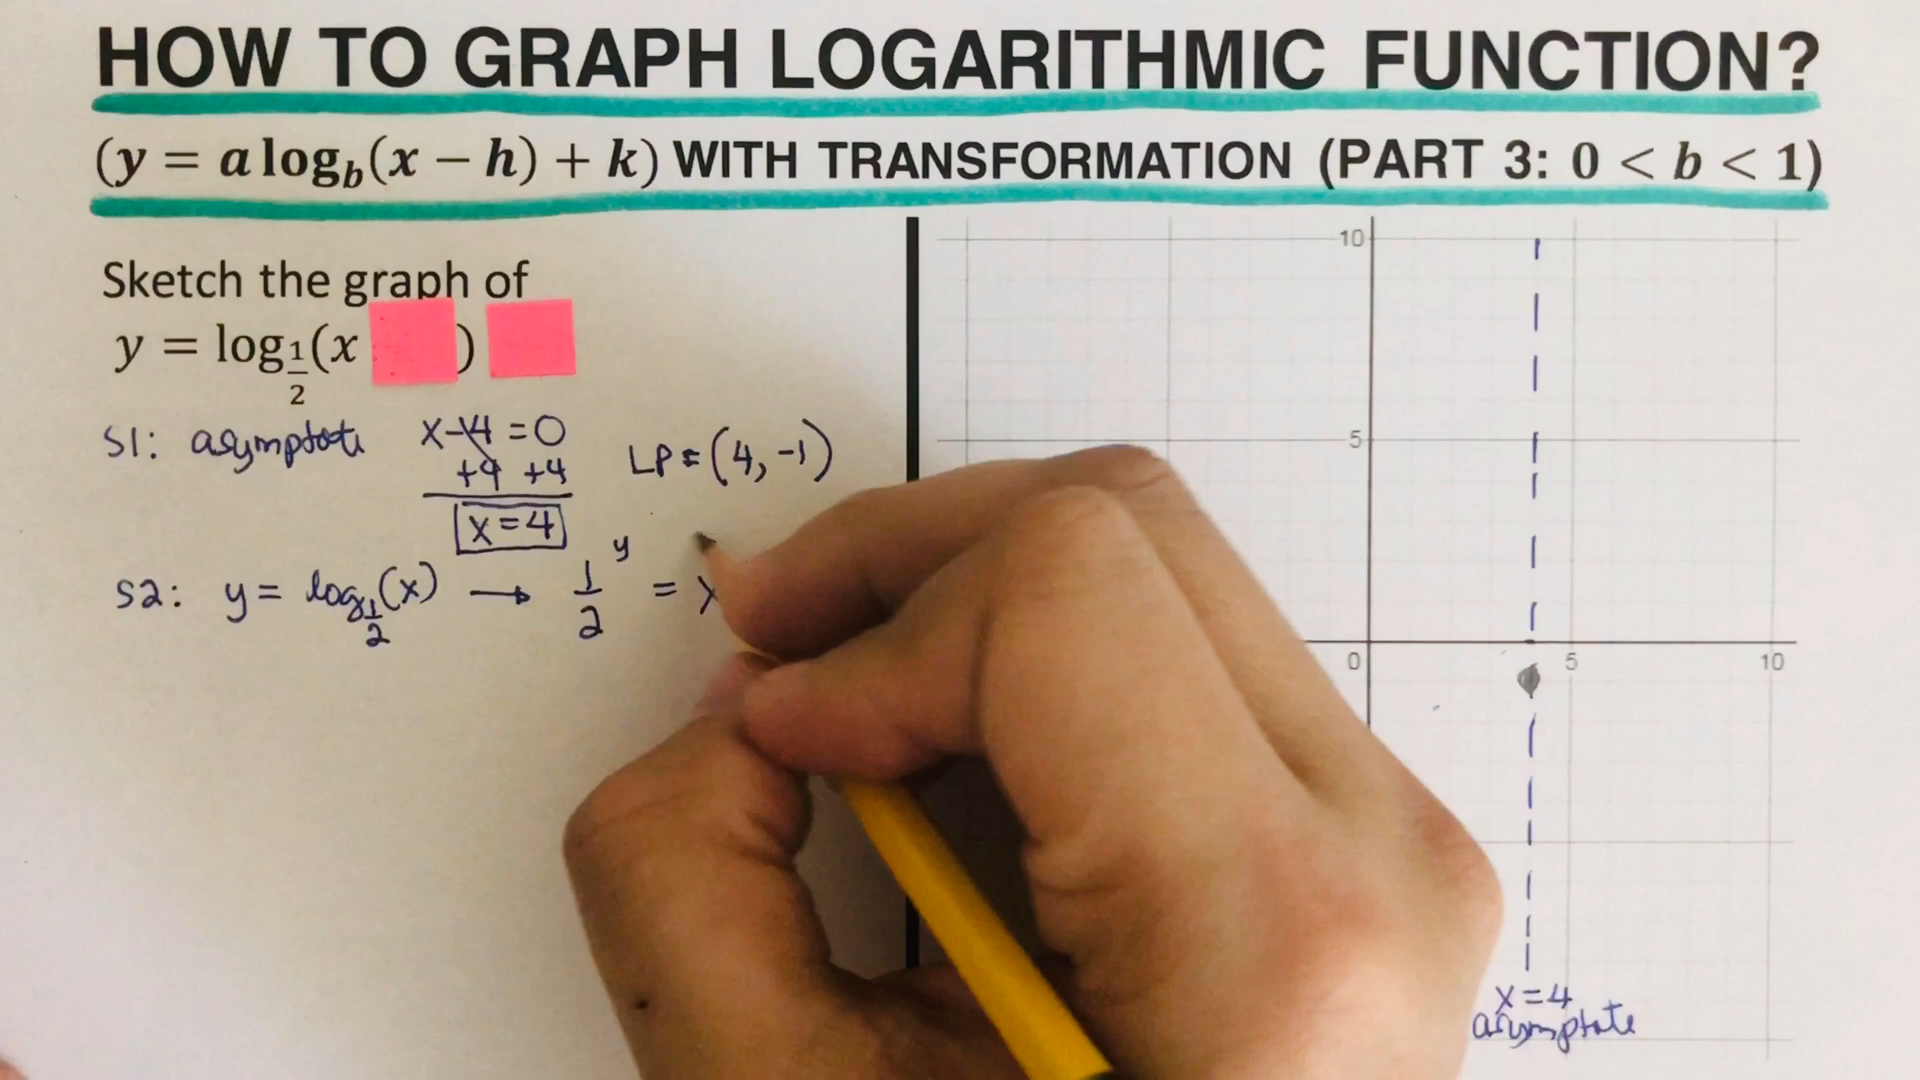 HOW TO GRAPH LOGARITHMIC FUNCTION?
(y = a log_b(x − h) + k) WITH TRANSFORMATION (PART 3: 0 < b < 1)
Sketch the graph of
y = log_1/2(x )
S1: asymptote x-4 = 0 LP = (4, -1)
+4 +4
x = 4
S2: y = log_1/2(x) → 1/2^y = x
10
5
0 5 10
x = 4
asymptote